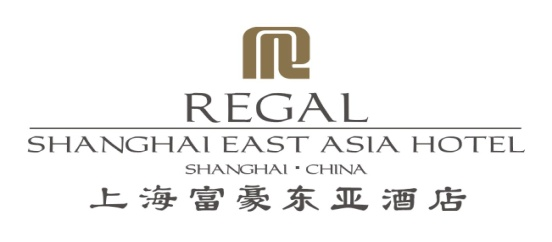 REGAL
SHANGHAI EAST ASIA HOTEL
SHANGHAI · CHINA
上海富豪东亚酒店